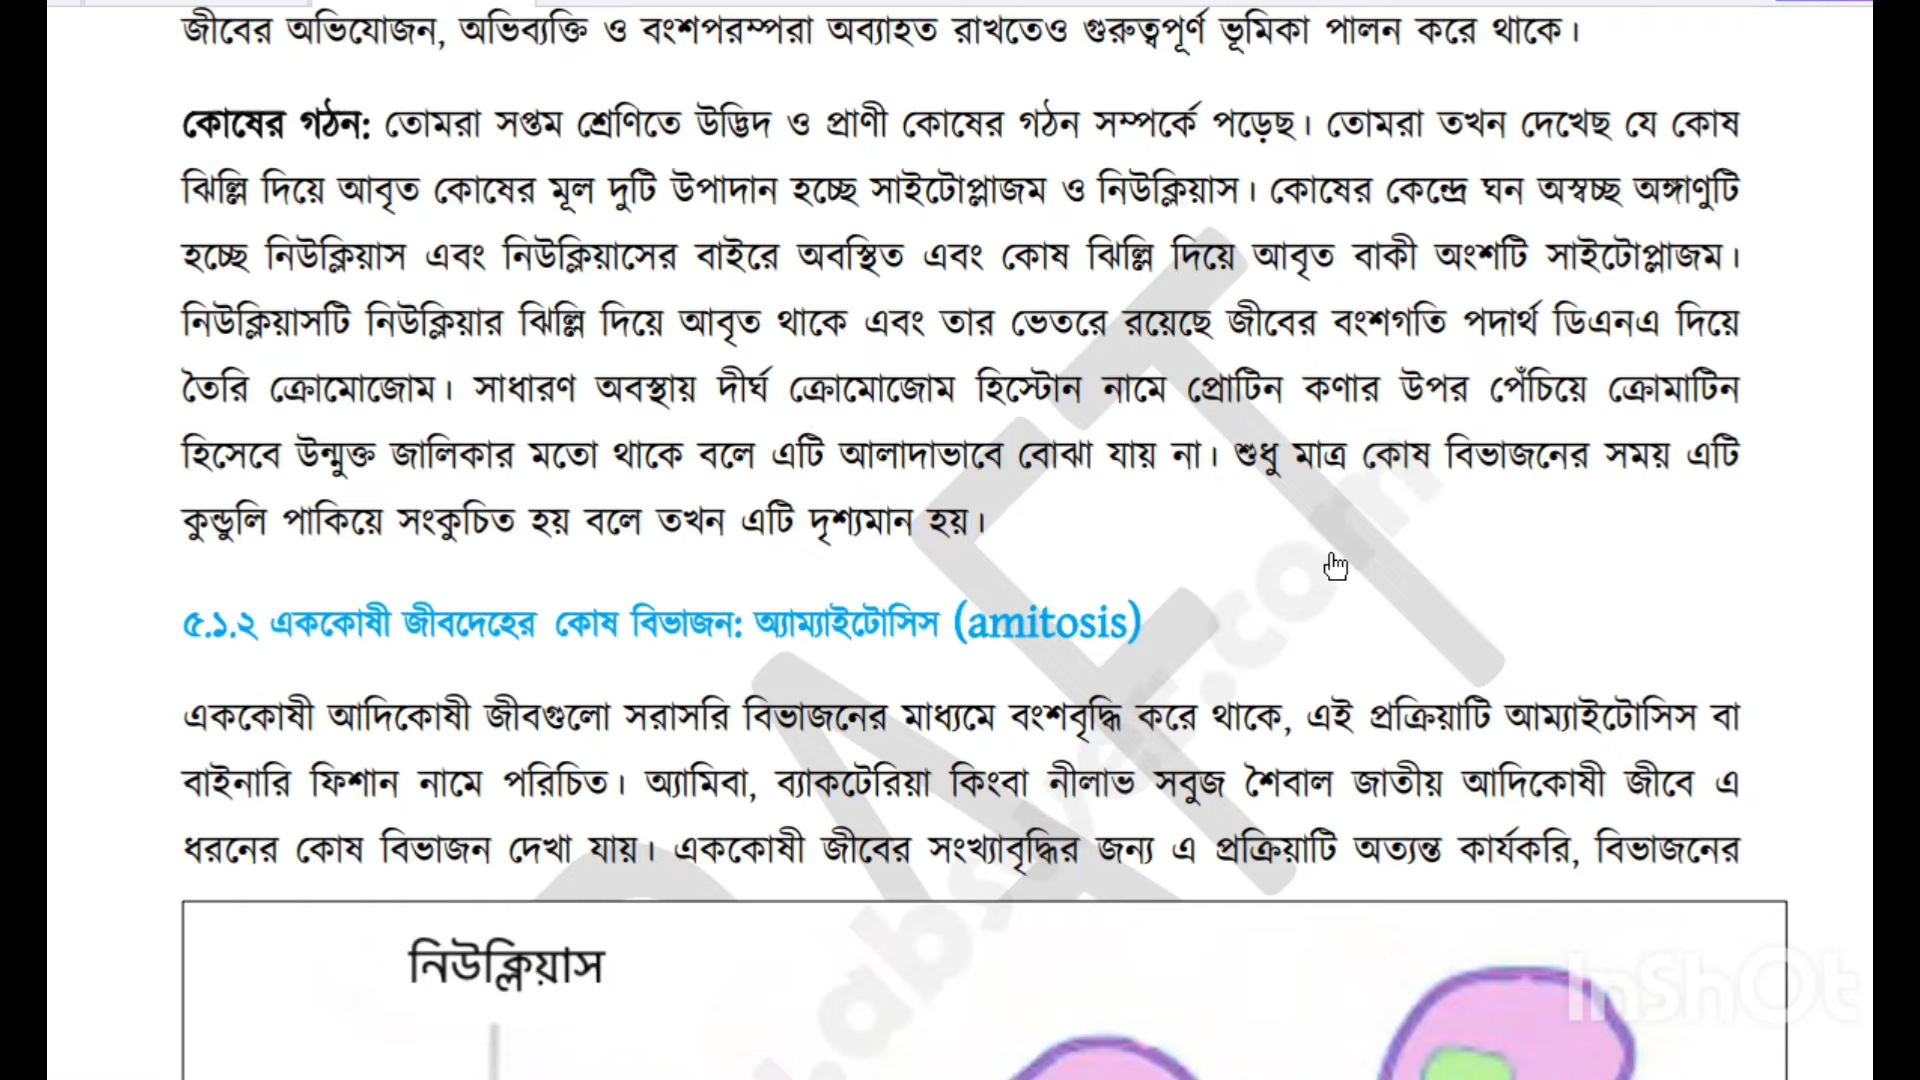 জীবের অভিযোজন, অভিব্যক্তি ও বংশপরম্পরা অব্যাহত রাখতেও গুরুত্বপূর্ণ ভূমিকা পালন করে থাকে।
কোষের গঠন: তোমরা সপ্তম শ্রেণিতে উদ্ভিদ ও প্রাণী কোষের গঠন সম্পর্কে পড়েছ। তোমরা তখন দেখেছ যে কোষ
ঝিল্লি দিয়ে আবৃত কোষের মূল দুটি উপাদান হচ্ছে সাইটোপ্লাজম ও নিউক্লিয়াস। কোষের কেন্দ্রে ঘন অস্বচ্ছ অঙ্গাণুটি
হচ্ছে নিউক্লিয়াস এবং নিউক্লিয়াসের বাইরে অবস্থিত এবং কোষ ঝিল্লি দিয়ে আবৃত বাকী অংশটি সাইটোপ্লাজম।
নিউক্লিয়াসটি নিউক্লিয়ার ঝিল্লি দিয়ে আবৃত থাকে এবং তার ভেতরে রয়েছে জীবের বংশগতি পদার্থ ডিএনএ দিয়ে
তৈরি ক্রোমোজোম। সাধারণ অবস্থায় দীর্ঘ ক্রোমোজোম হিস্টোন নামে প্রোটিন কণার উপর পেঁচিয়ে ক্রোমাটিন
হিসেবে উন্মুক্ত জালিকার মতো থাকে বলে এটি আলাদাভাবে বোঝা যায় না। শুধু মাত্র কোষ বিভাজনের সময় এটি
কুন্ডুলি পাকিয়ে সংকুচিত হয় বলে তখন এটি দৃশ্যমান হয়।
৫.১.২ এককোষী জীবদেহের কোষ বিভাজন: অ্যাম্যাইটোসিস (amitosis)
এককোষী আদিকোষী জীবগুলো সরাসরি বিভাজনের মাধ্যমে বংশবৃদ্ধি করে থাকে, এই প্রক্রিয়াটি আম্যাইটোসিস বা
বাইনারি ফিশান নামে পরিচিত। অ্যামিবা, ব্যাকটেরিয়া কিংবা নীলাভ সবুজ শৈবাল জাতীয় আদিকোষী জীবে এ
ধরনের কোষ বিভাজন দেখা যায়। এককোষী জীবের সংখ্যাবৃদ্ধির জন্য এ প্রক্রিয়াটি অত্যন্ত কার্যকরি, বিভাজনের
নিউক্লিয়াস
InShOt